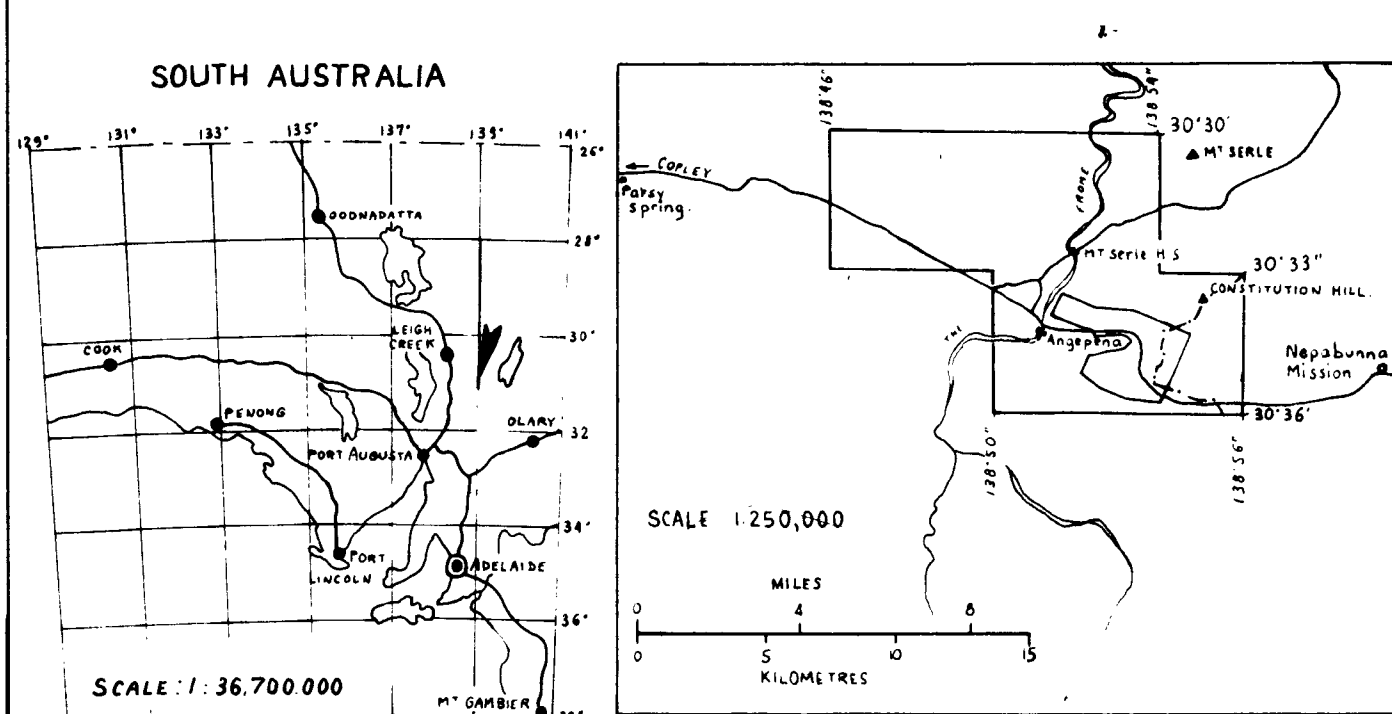 SOUTH AUSTRALIA
129° 131° 133° 135° 137° 139° 141°
26°
OODNADATTA
28°
LEIGH
CREEK
30°
COOK
PENONG
OLARY
32
PORT AUGUSTA
34°
PORT
LINCOLN
ADELAIDE
36°
SCALE: 1: 36,700.000
MT GAMBIER
138°46'
138°54"
30°30'
MT SERLE
← COPLEY
Patsy
Spring.
FROME
MT Serle H S
30°33"
CONSTITUTION HILL.
THE
Angepena
Nepabunna
Mission
30°36'
138°50"
138°56"
SCALE 1:250,000
MILES
0 4 8
0 5 10 15
KILOMETRES